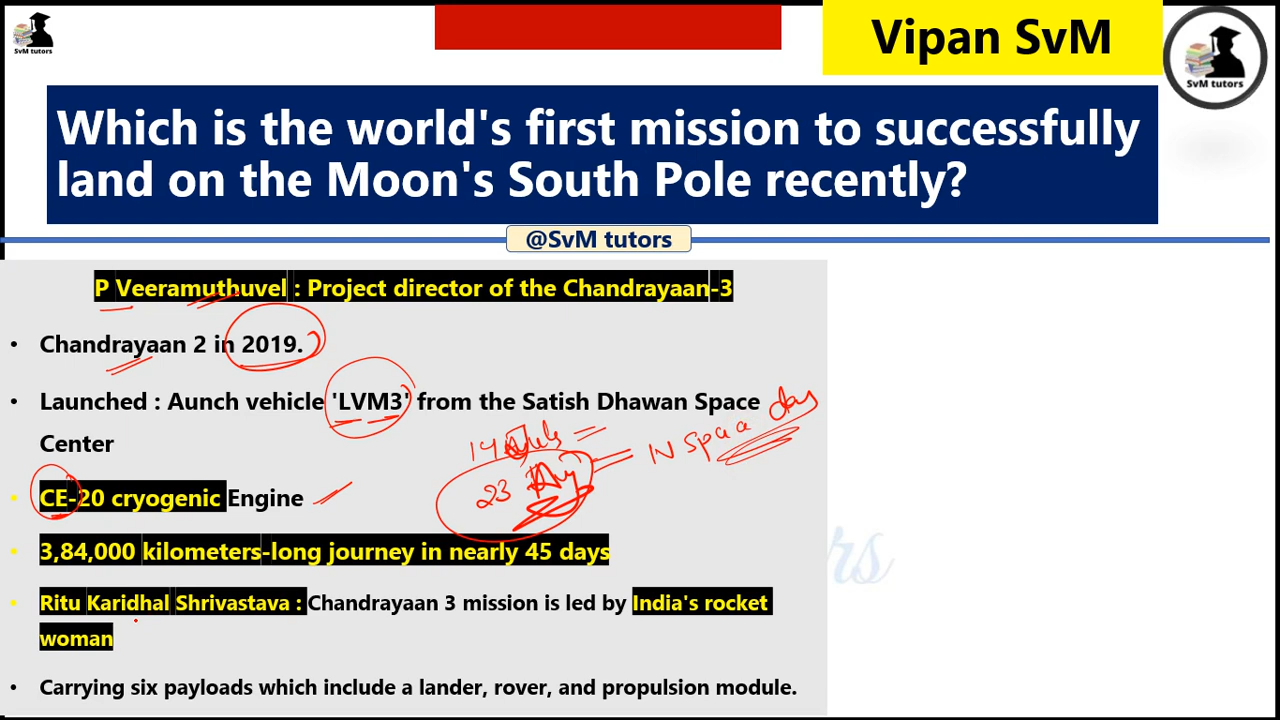 SvM tutors
Vipan SvM
SvM tutors
Which is the world's first mission to successfully
land on the Moon's South Pole recently?
@SvM tutors
P Veeramuthuvel : Project director of the Chandrayaan-3
• Chandrayaan 2 in 2019.
• Launched : Aunch vehicle 'LVM3' from the Satish Dhawan Space
Center
days
14
N Spaa
23
• CE-20 cryogenic Engine
• 3,84,000 kilometers-long journey in nearly 45 days
• Ritu Karidhal Shrivastava : Chandrayaan 3 mission is led by India's rocket
woman
• Carrying six payloads which include a lander, rover, and propulsion module.